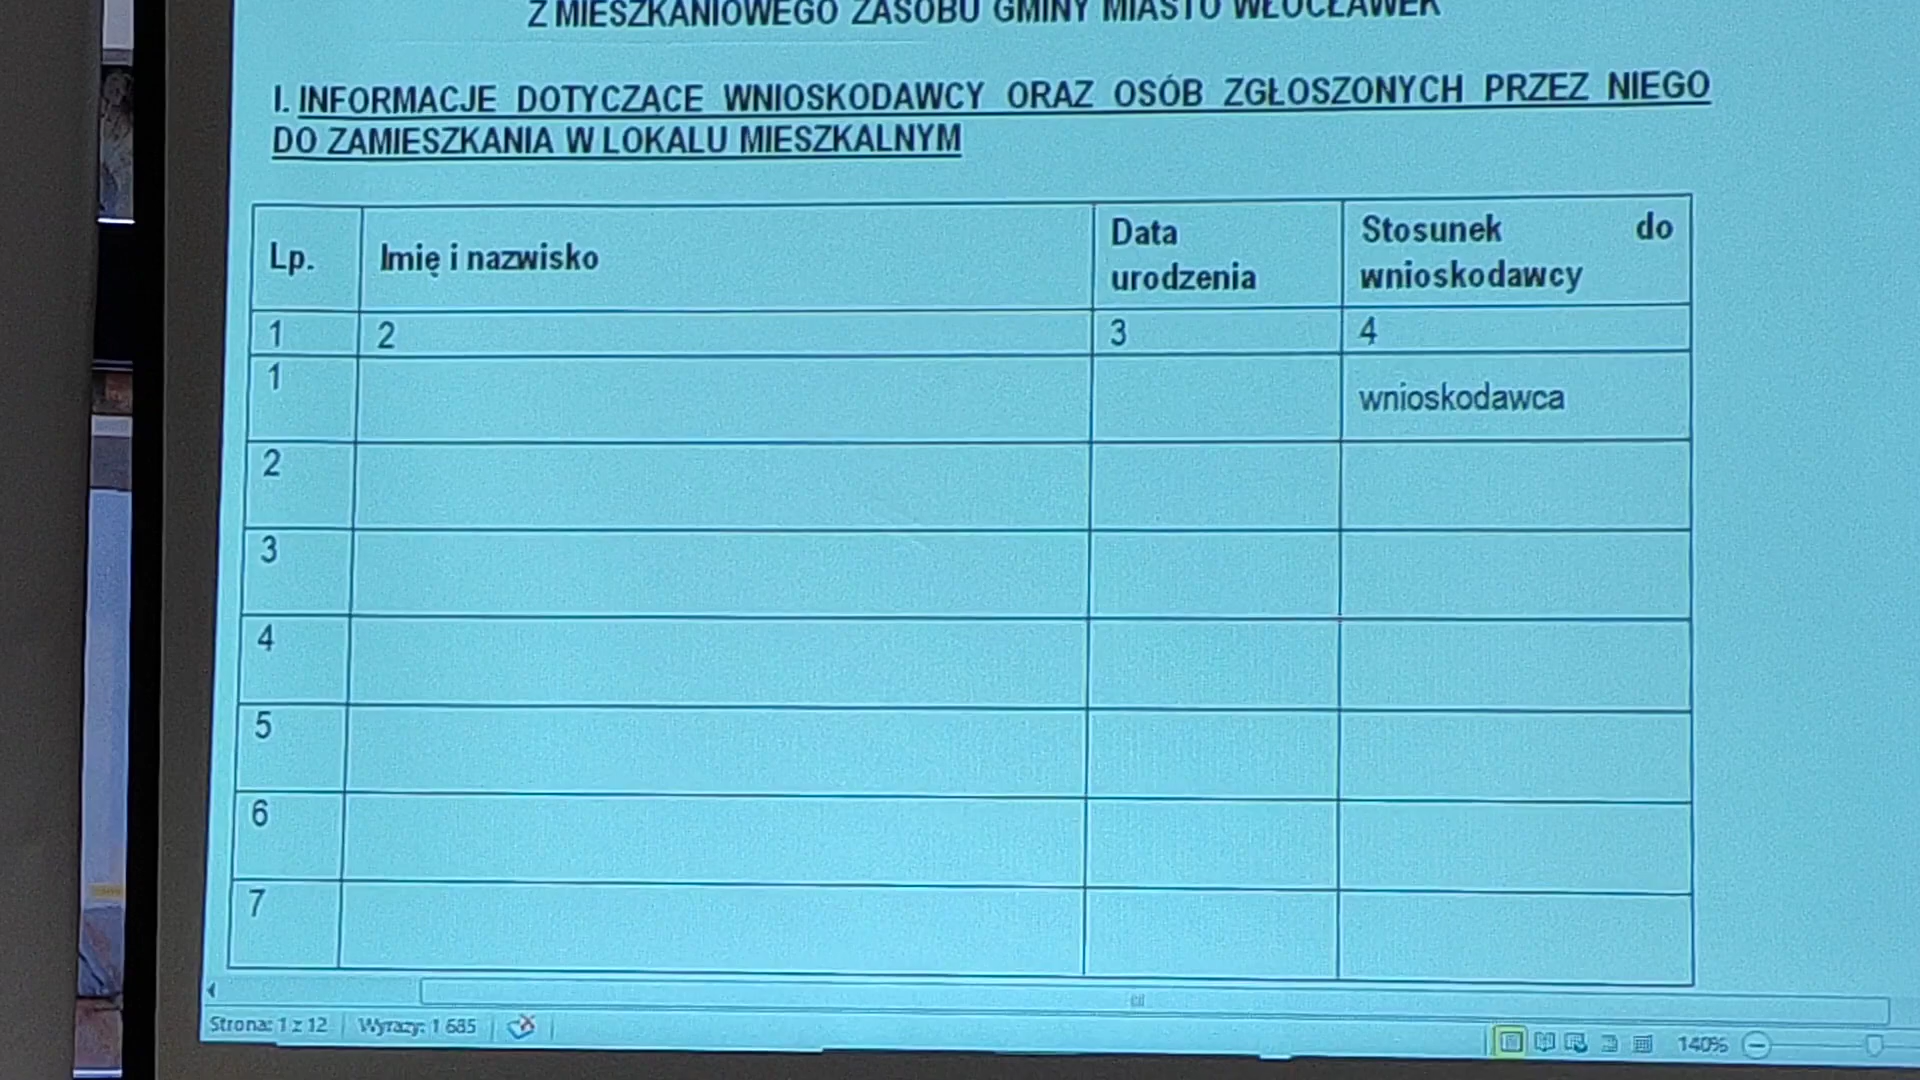 Z MIESZKANIOWEGO ZASOBU GMINY MIASTO WŁOCŁAWEK
I. INFORMACJE DOTYCZĄCE WNIOSKODAWCY ORAZ OSÓB ZGŁOSZONYCH PRZEZ NIEGO
DO ZAMIESZKANIA W LOKALU MIESZKALNYM
Lp. Imię i nazwisko Data urodzenia Stosunek do wnioskodawcy
1 2 3 4
1 wnioskodawca
2
3
4
5
6
7
Strona: 1 z 12 Wyrazy: 1 685 140%